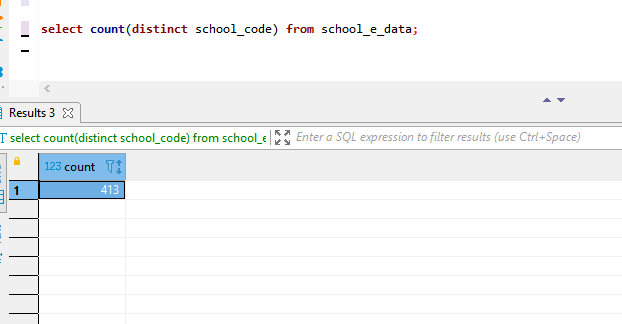 select count(distinct school_code) from school_e_data;
Results 3
select count(distinct school_code) from school_e
Enter a SQL expression to filter results (use Ctrl+Space)
123 count
1 413